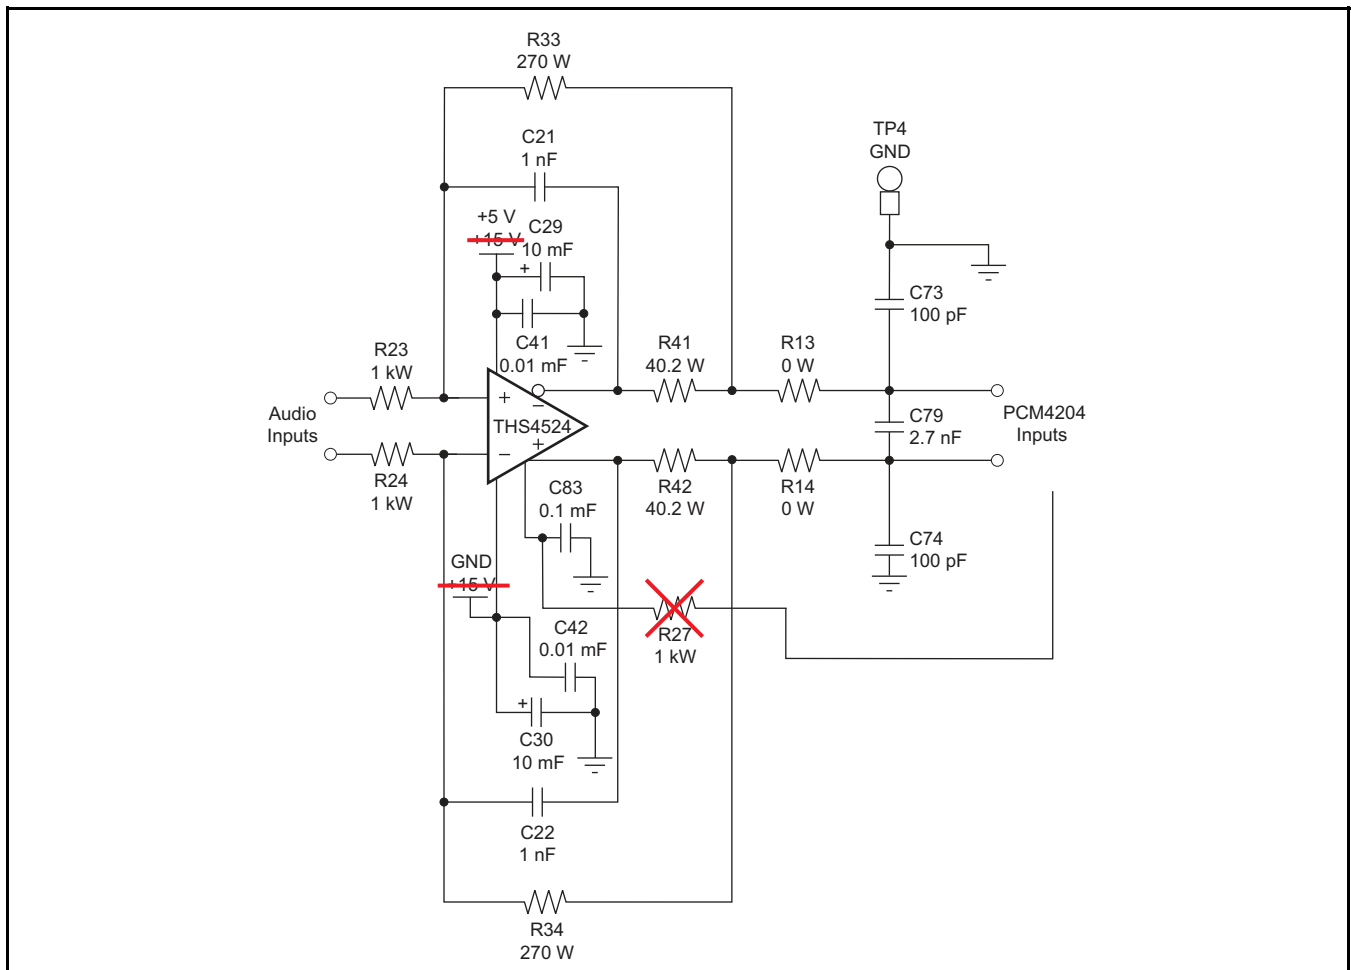 R33
270 W
C21
1 nF
TP4
GND
+5 V
+15 V
C29
10 mF
+
C73
100 pF
C41
0.01 mF
R23
1 kW
R41
40.2 W
R13
0 W
Audio
Inputs
+
−
THS4524
+
−
C79
2.7 nF
PCM4204
Inputs
R24
1 kW
C83
0.1 mF
R42
40.2 W
R14
0 W
C74
100 pF
GND
+15 V
C42
0.01 mF
R27
1 kW
+
C30
10 mF
C22
1 nF
R34
270 W